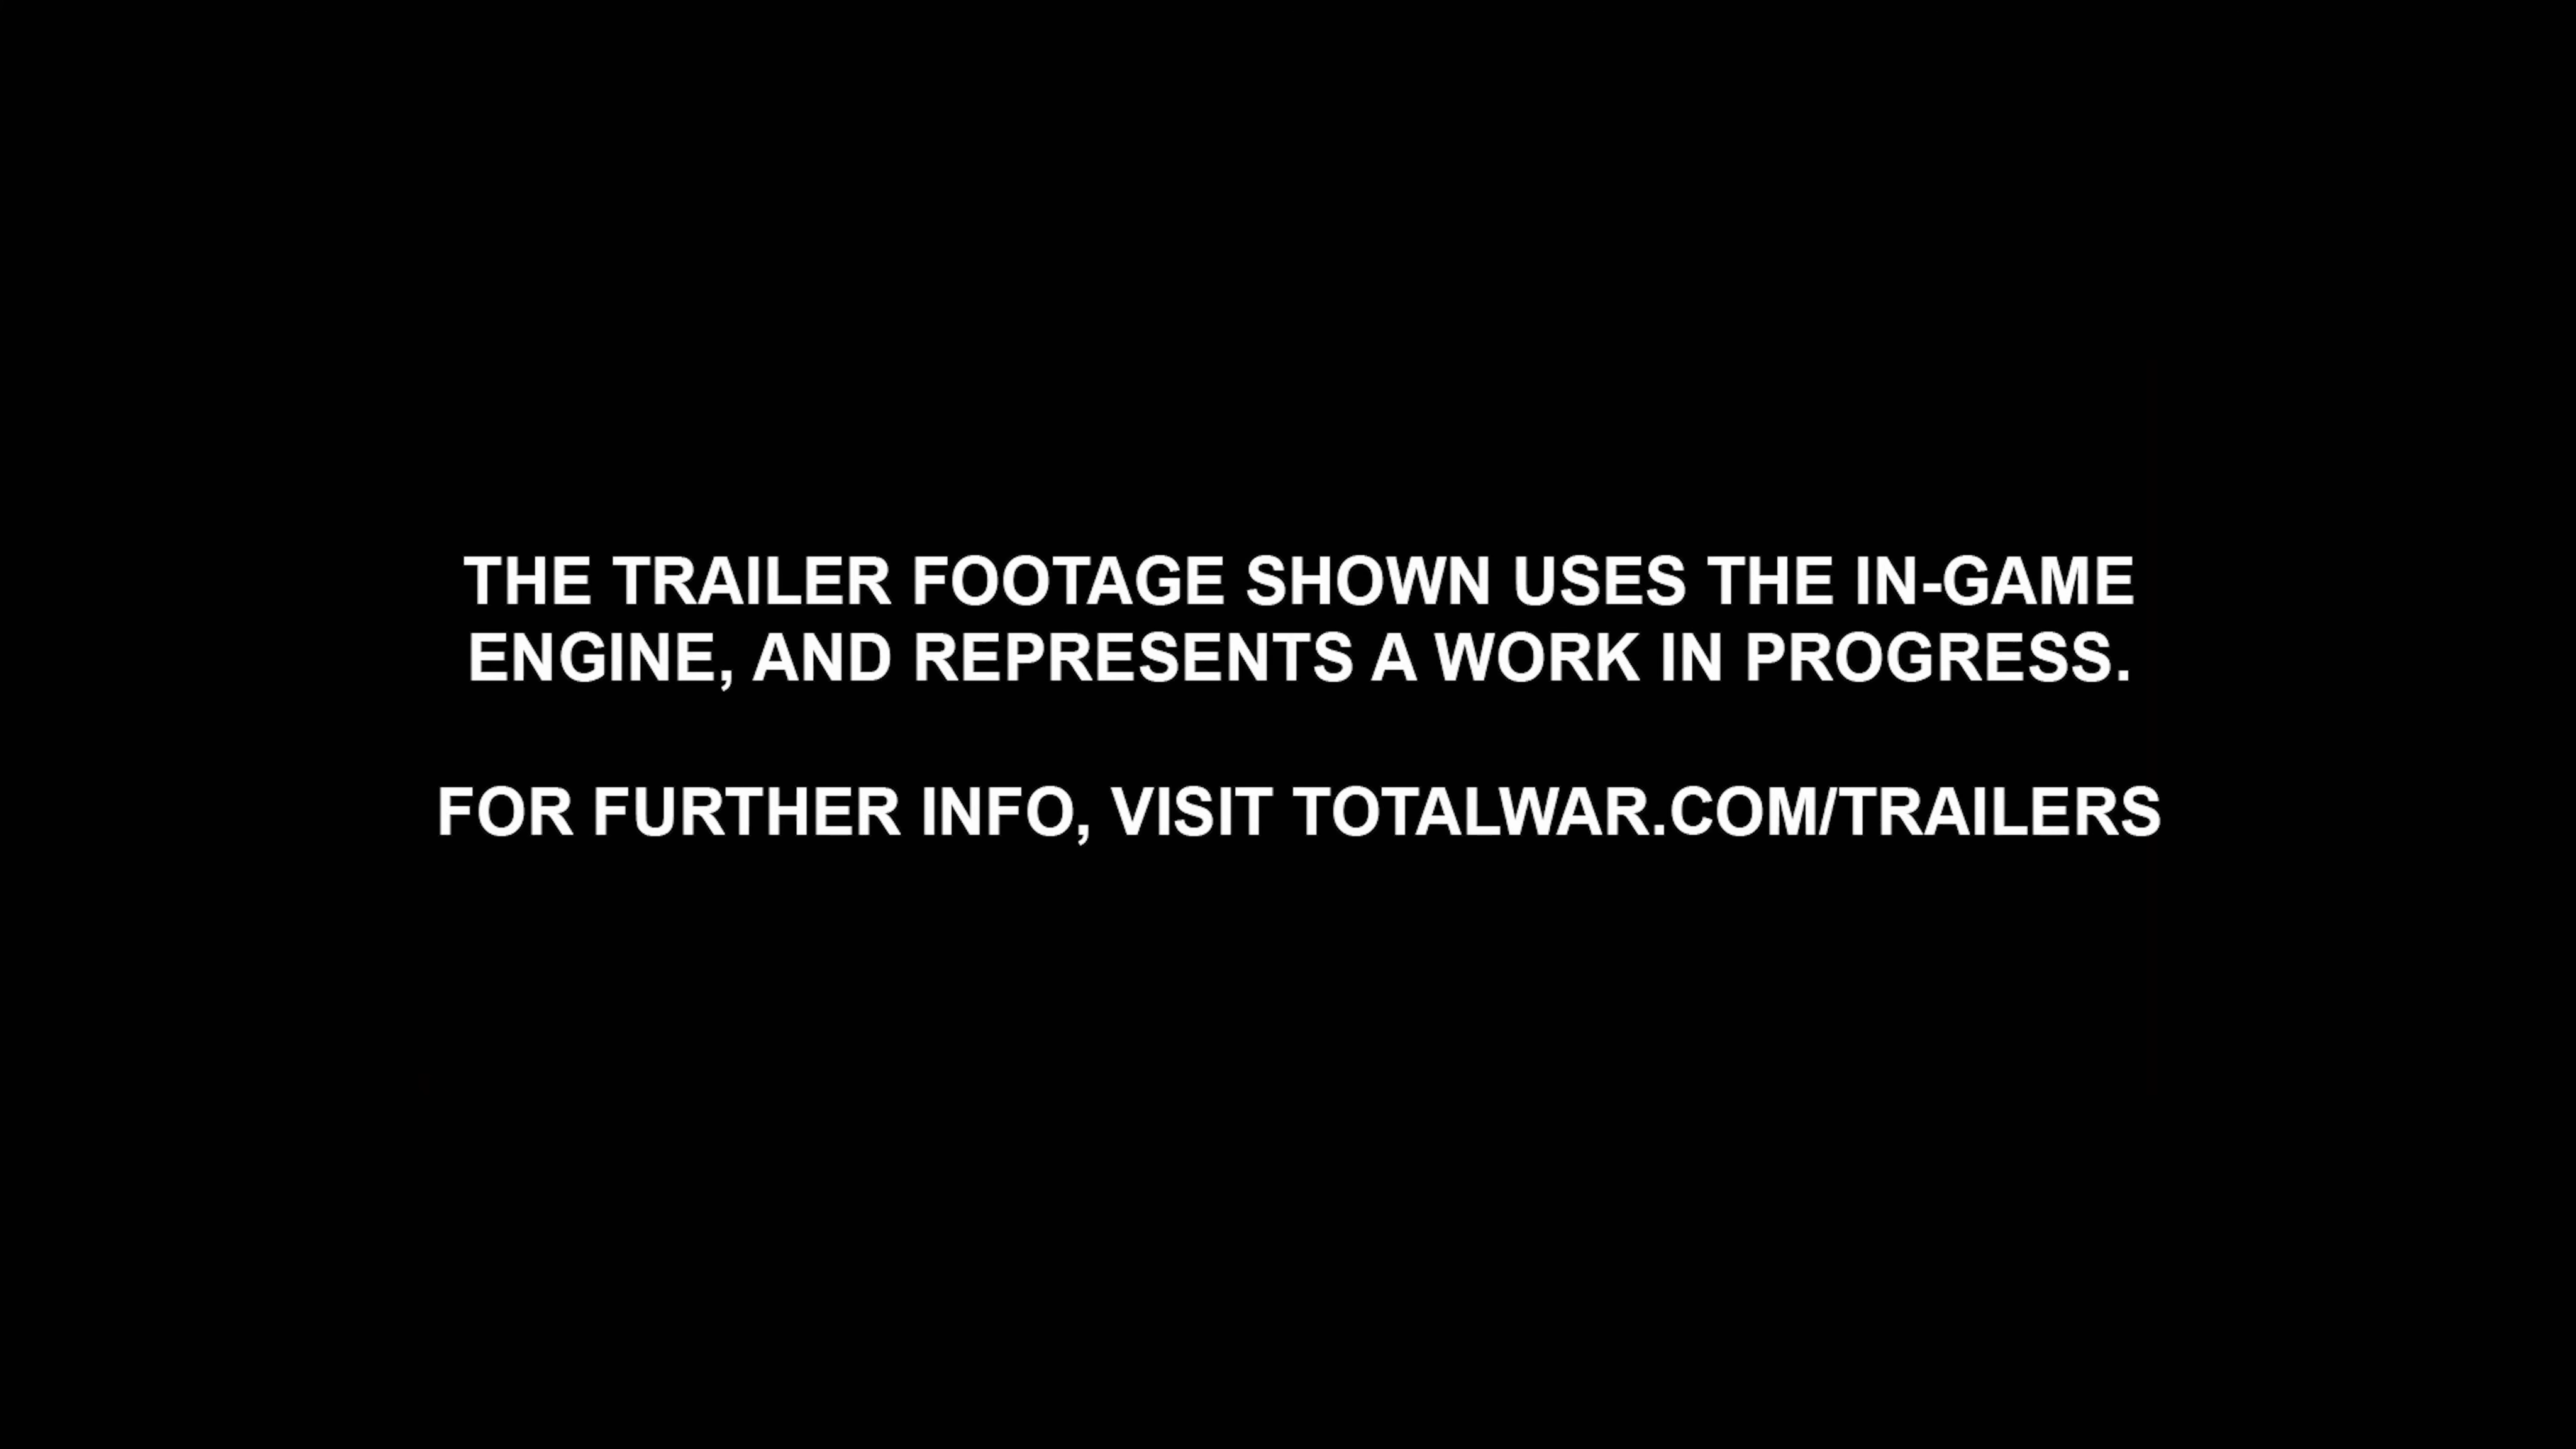 THE TRAILER FOOTAGE SHOWN USES THE IN-GAME
ENGINE, AND REPRESENTS A WORK IN PROGRESS.
FOR FURTHER INFO, VISIT TOTALWAR.COM/TRAILERS